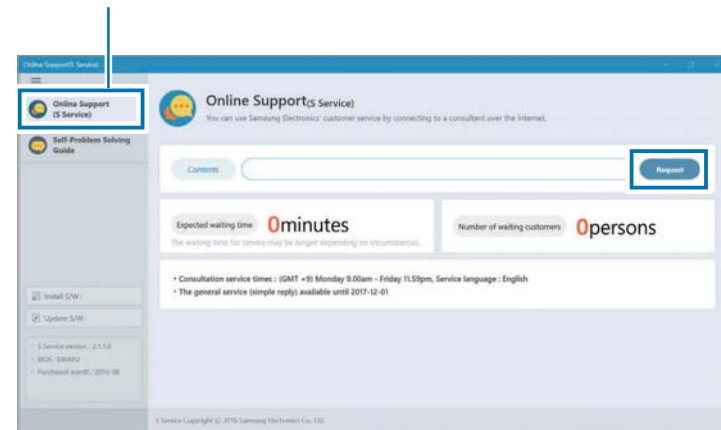 Online Support(S Service)
Online Support
(S Service)
Self-Problem Solving
Guide
Install S/W :
Update S/W :
Purchased month : 2016-08
Online Support(S Service)
You can use Samsung Electronics' customer service by connecting to a consultant over the Internet.
Contents
Request
Expected waiting time 0minutes
The waiting time for service may be longer depending on circumstances.
Number of waiting customers 0persons
• Consultation service times : (GMT +9) Monday 9.00am - Friday 11.59pm, Service language : English
• The general service (simple reply) available until 2017-12-01
S Service Copyright ⓒ 2016 Samsung Electronics Co., Ltd.